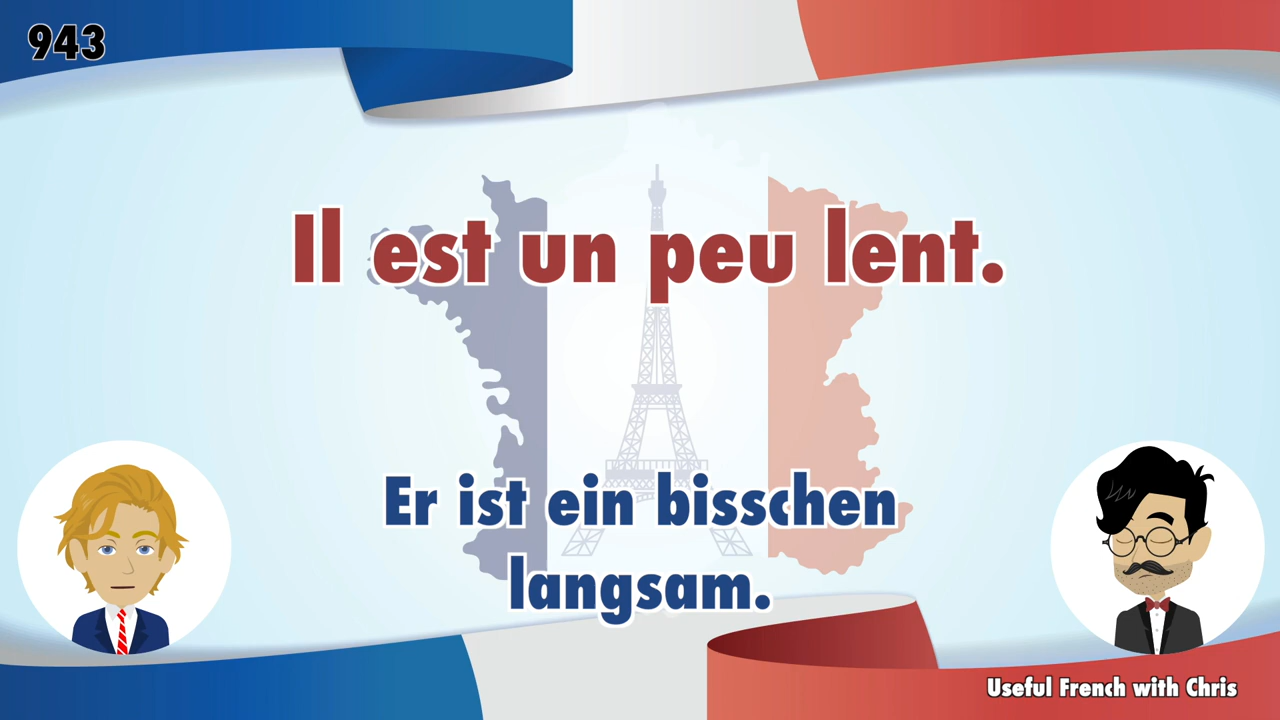 943
Il est un peu lent.
Er ist ein bisschen
langsam.
Useful French with Chris